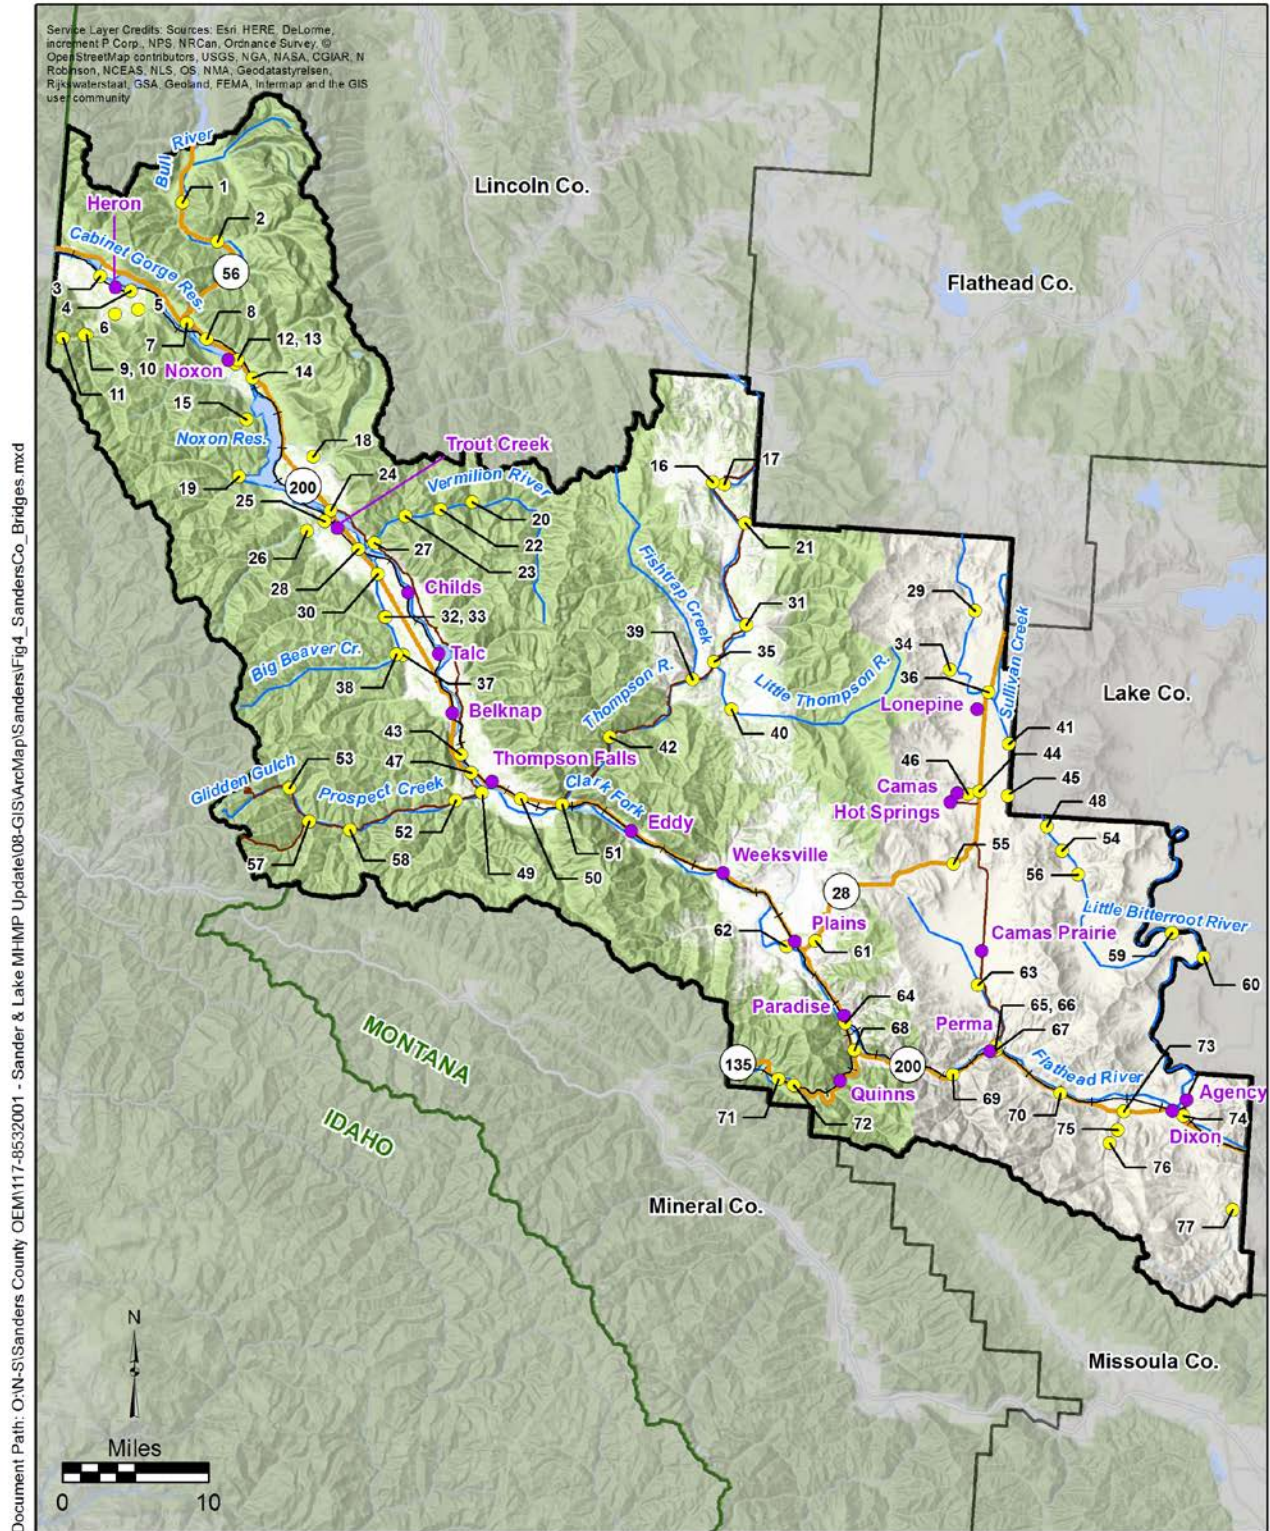 Service Layer Credits: Sources: Esri, HERE, DeLorme,
increment P Corp., NPS, NRCan, Ordnance Survey, ©
OpenStreetMap contributors, USGS, NGA, NASA, CGIAR, N
Robinson, NCEAS, NLS, OS, NMA, Geodatastyrelsen,
Rijkswaterstaat, GSA, Geoland, FEMA, Intermap and the GIS
user community
Bull River
1
Lincoln Co.
Heron
2
Cabinet Gorge Res.
56
Flathead Co.
3
4
5
6
8
7
12, 13
Noxon
9, 10
14
11
15
Noxon Res.
18
Trout Creek
16
17
19
200
24
Vermilion River
25
20
21
26
27
22
23
Fishtrap Creek
28
Childs
29
30
32, 33
31
39
35
34
Sullivan Creek
Big Beaver Cr.
Talc
Thompson R.
Little Thompson R.
36
Lake Co.
38
37
Lonepine
Belknap
40
41
43
42
44
53
47
Thompson Falls
46
Camas
45
Glidden Gulch
Prospect Creek
Clark Fork
Hot Springs
48
52
Eddy
54
57
58
51
Weeksville
55
49
50
28
56
Little Bitterroot River
Plains
62
61
Camas Prairie
59
60
63
Paradise
64
65, 66
MONTANA
68
Perma
67
73
135
200
Flathead River
Quinns
Agency
71
72
69
70
74
75
Dixon
IDAHO
76
Mineral Co.
77
N
Missoula Co.
Miles
0 10
Document Path: O:\N-S\Sanders County OEM\117-8532001 - Sander & Lake MHMP Update\08-GIS\ArcMap\Sanders\Fig4_SandersCo_Bridges.mxd